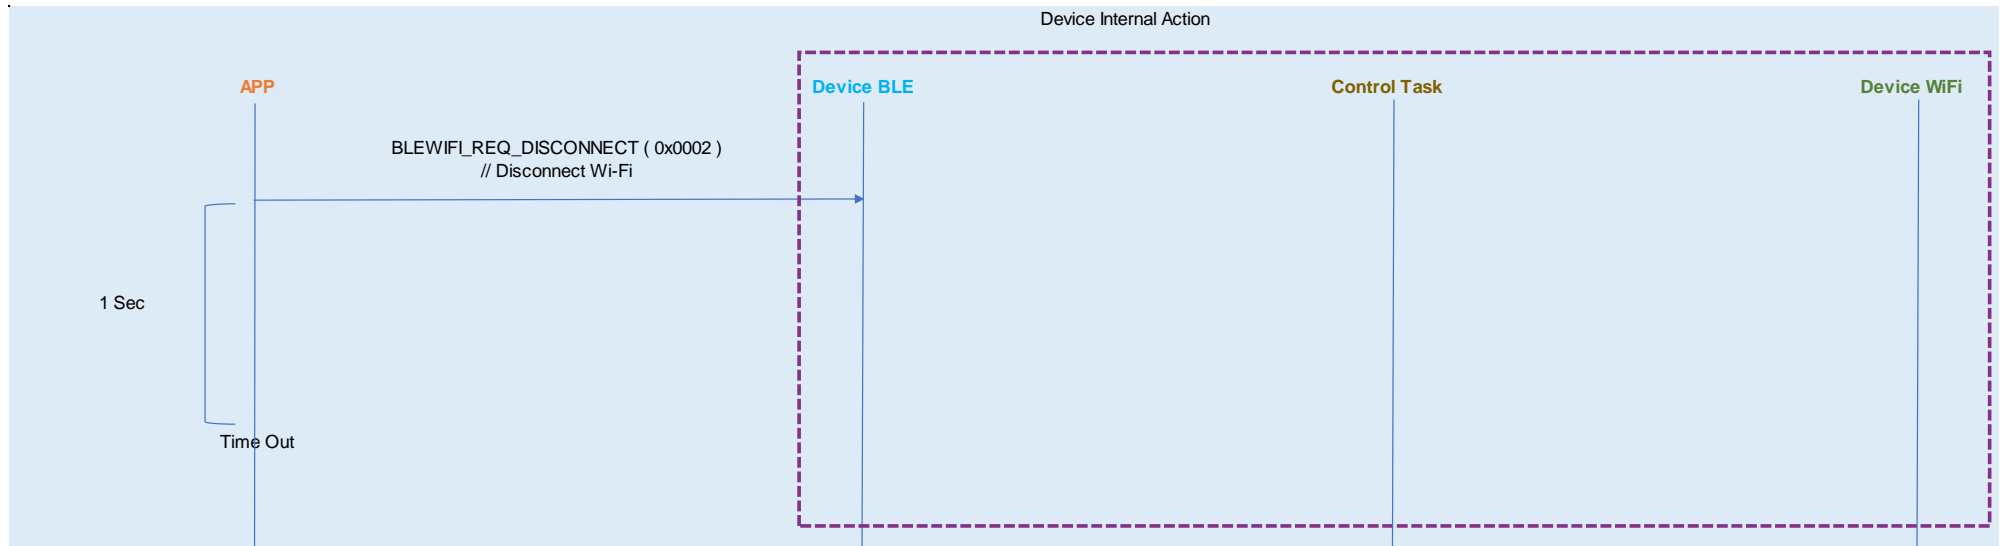 Device Internal Action
APP
Device BLE
Control Task
Device WiFi
BLEWIFI_REQ_DISCONNECT ( 0x0002 )
// Disconnect Wi-Fi
1 Sec
Time Out